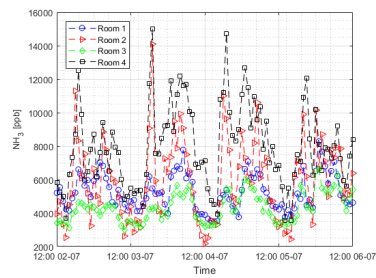 16000
14000
12000
10000
8000
6000
4000
2000
NH3 [ppb]
Room 1
Room 2
Room 3
Room 4
12:00 02-07
12:00 03-07
12:00 04-07
12:00 05-07
12:00 06-07
Time